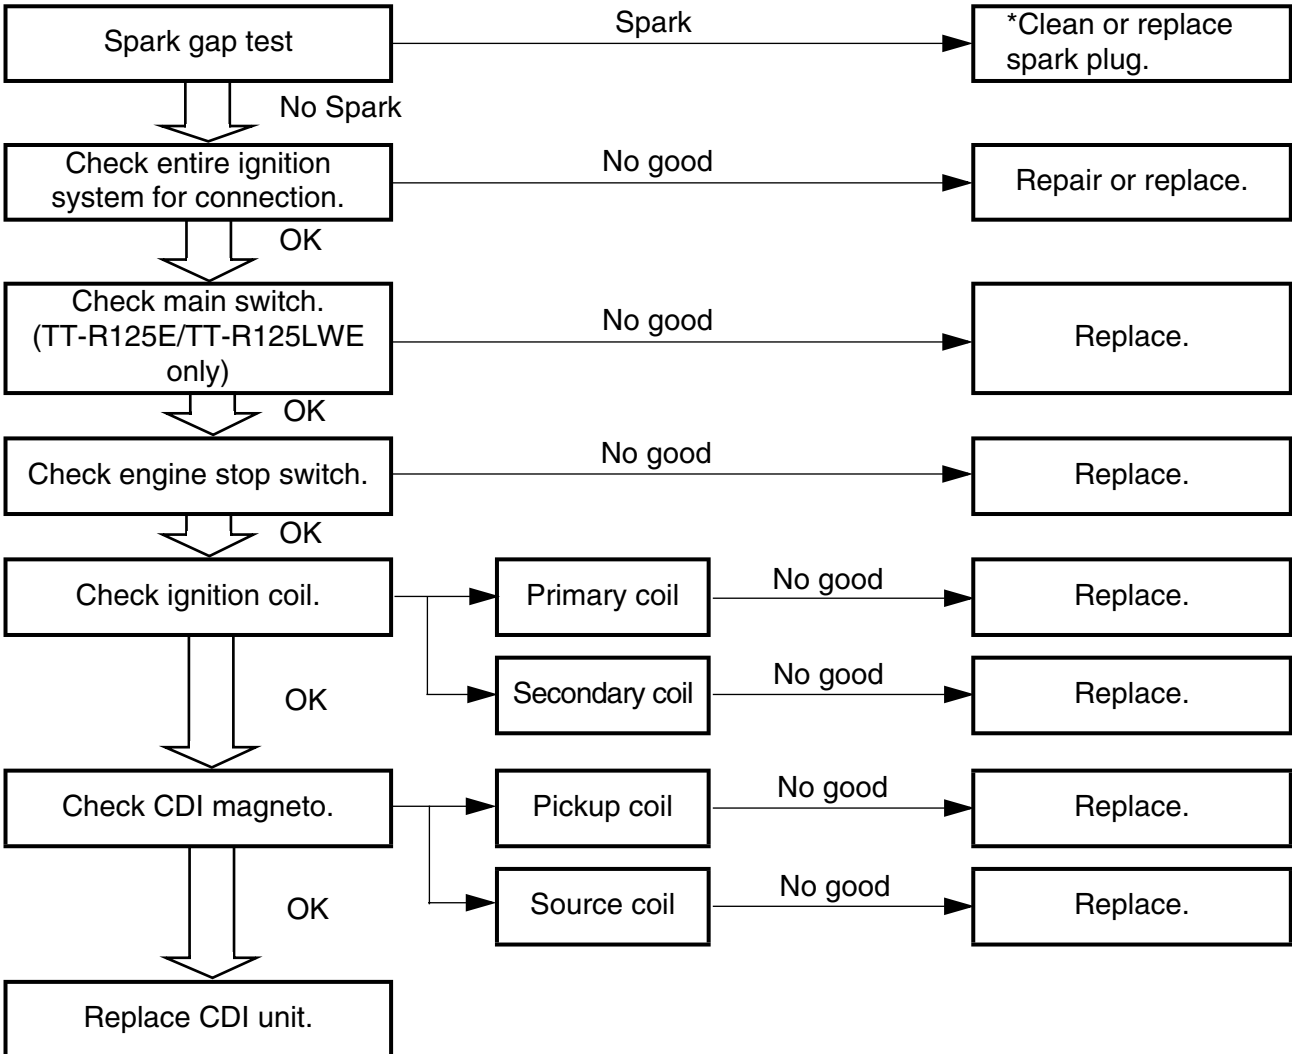 Spark gap test
Spark
*Clean or replace
spark plug.
No Spark
Check entire ignition
system for connection.
No good
Repair or replace.
OK
Check main switch.
(TT-R125E/TT-R125LWE
only)
No good
Replace.
OK
Check engine stop switch.
No good
Replace.
OK
Check ignition coil.
Primary coil
No good
Replace.
Secondary coil
No good
Replace.
OK
Check CDI magneto.
Pickup coil
No good
Replace.
Source coil
No good
Replace.
OK
Replace CDI unit.